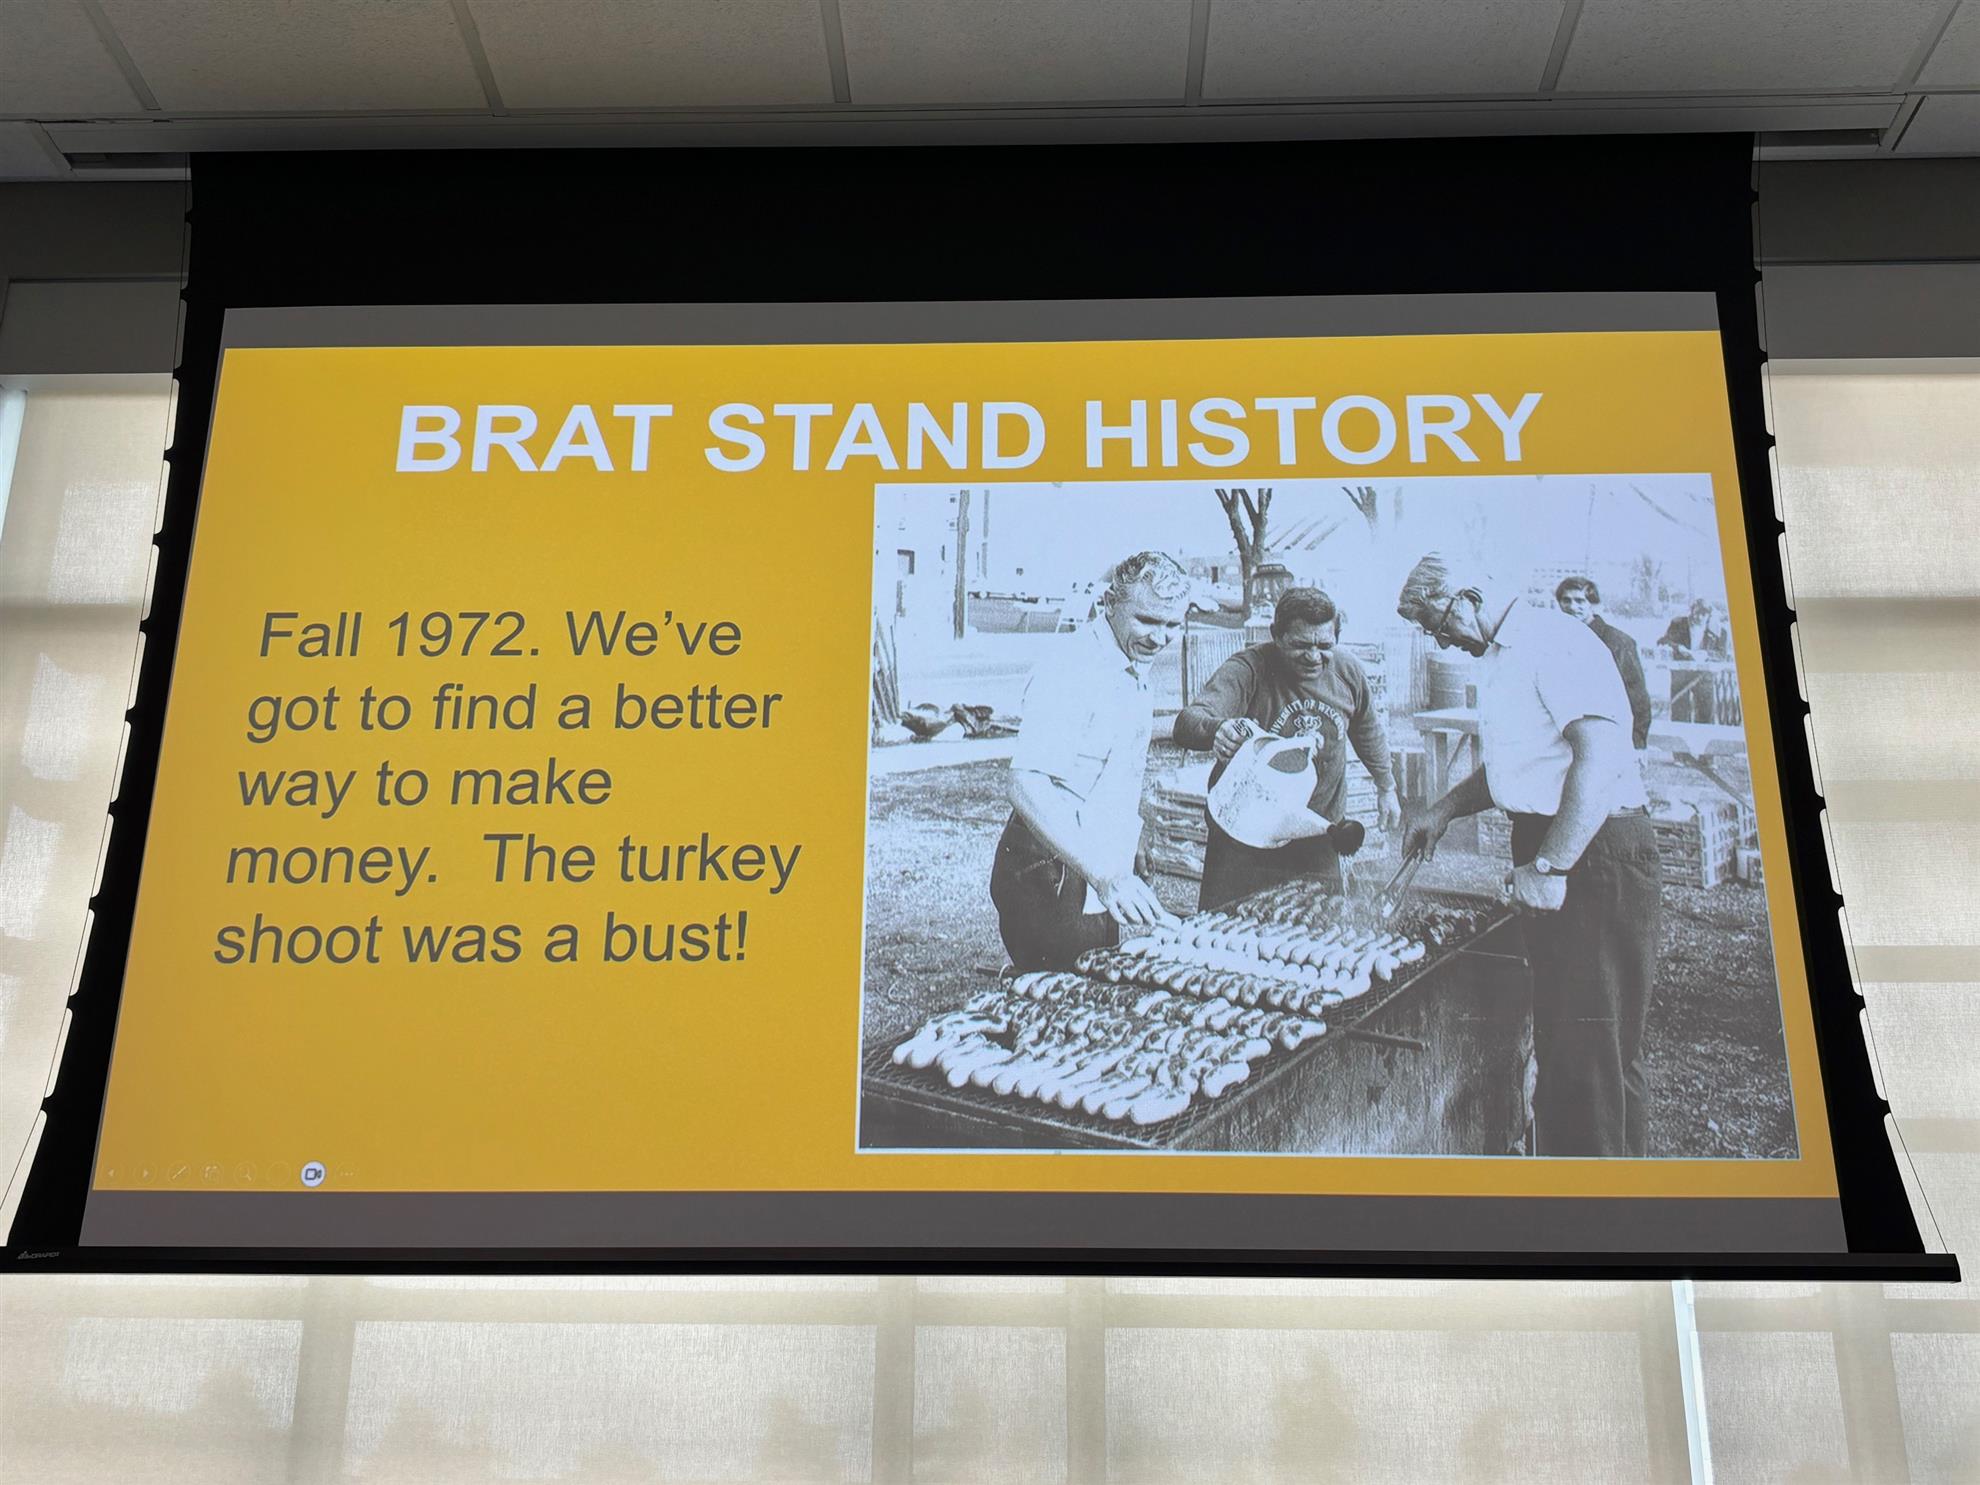 BRAT STAND HISTORY
Fall 1972. We've
got to find a better
way to make
money.  The turkey
shoot was a bust!